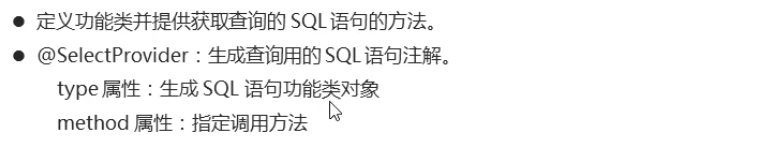 ● 定义功能类并提供获取查询的 SQL 语句的方法。
● @SelectProvider：生成查询用的 SQL 语句注解。
type 属性：生成 SQL 语句功能类对象
method 属性：指定调用方法